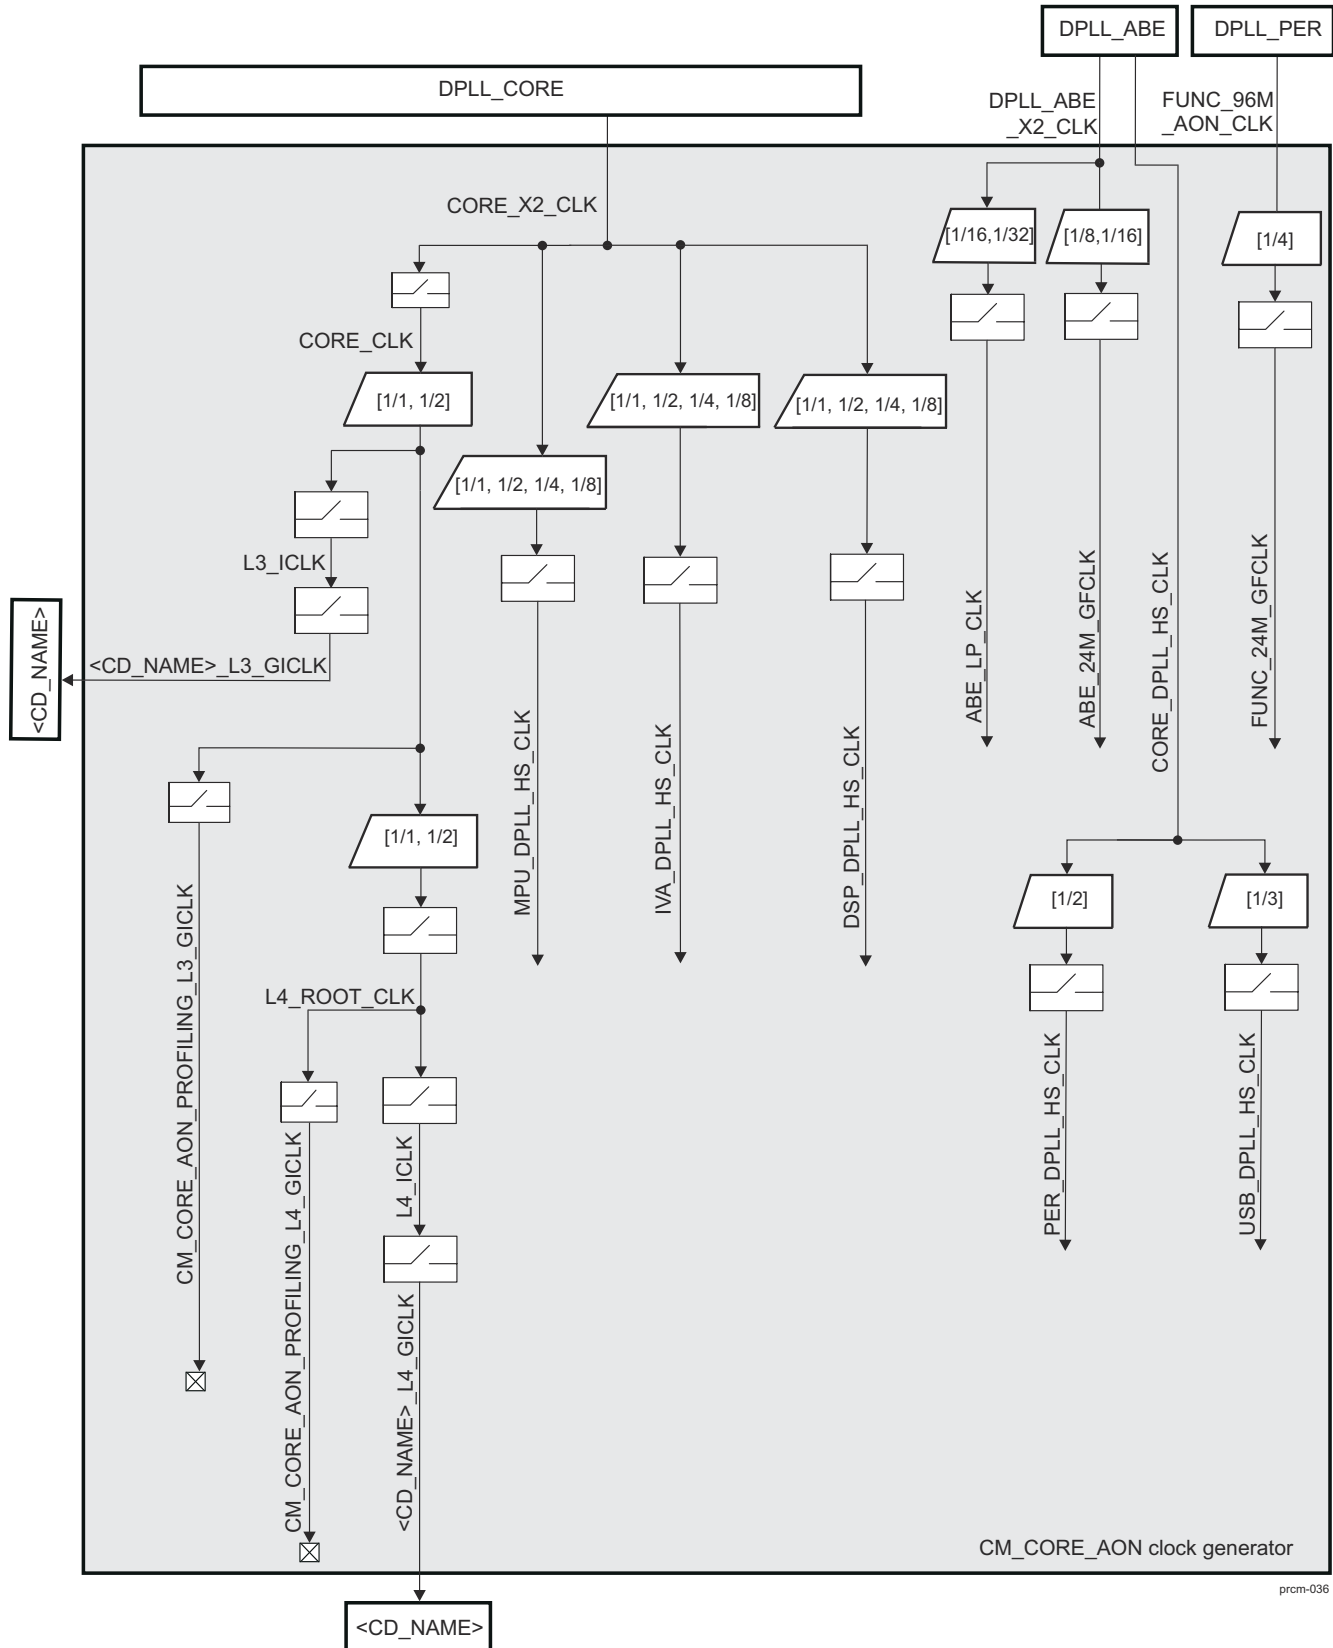 DPLL_ABE
DPLL_PER
DPLL_CORE
DPLL_ABE
_X2_CLK
FUNC_96M
_AON_CLK
CORE_X2_CLK
[1/16,1/32]
[1/8,1/16]
[1/4]
CORE_CLK
[1/1, 1/2]
[1/1, 1/2, 1/4, 1/8]
[1/1, 1/2, 1/4, 1/8]
[1/1, 1/2, 1/4, 1/8]
L3_ICLK
<CD_NAME>
<CD_NAME>_L3_GICLK
ABE_LP_CLK
ABE_24M_GFCLK
CORE_DPLL_HS_CLK
FUNC_24M_GFCLK
MPU_DPLL_HS_CLK
IVA_DPLL_HS_CLK
DSP_DPLL_HS_CLK
[1/1, 1/2]
[1/2]
[1/3]
CM_CORE_AON_PROFILING_L3_GICLK
L4_ROOT_CLK
PER_DPLL_HS_CLK
USB_DPLL_HS_CLK
CM_CORE_AON_PROFILING_L4_GICLK
L4_ICLK
<CD_NAME>_L4_GICLK
CM_CORE_AON clock generator
prcm-036
<CD_NAME>